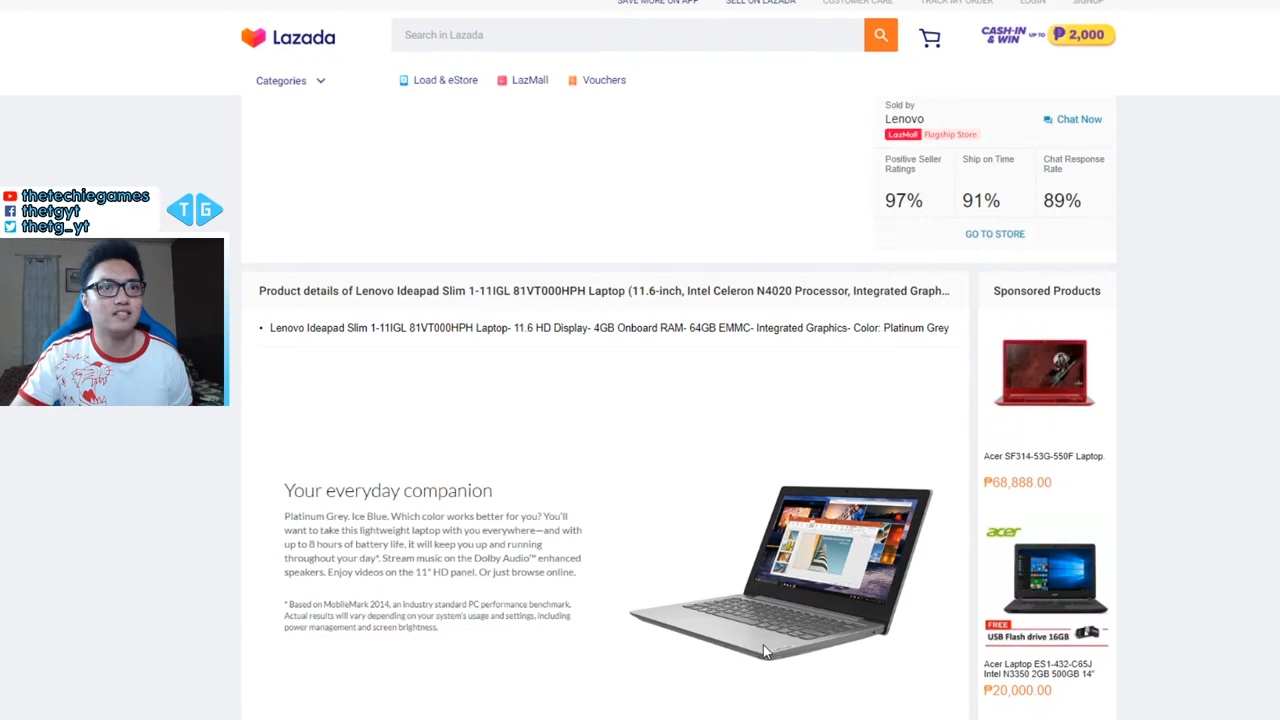 SAVE MORE ON APP SELL ON LAZADA CUSTOMER CARE TRACK MY ORDER LOGIN SIGNUP
Lazada
Search in Lazada
CASH-IN & WIN UP TO ₱ 2,000
Categories
Load & eStore LazMall Vouchers
Sold by
Lenovo
Chat Now
LazMall Flagship Store
Positive Seller Ratings
Ship on Time
Chat Response Rate
97% 91% 89%
GO TO STORE
thetechiegames
thetgyt
thetg_yt
T G
Product details of Lenovo Ideapad Slim 1-11IGL 81VT000HPH Laptop (11.6-inch, Intel Celeron N4020 Processor, Integrated Graph...
• Lenovo Ideapad Slim 1-11IGL 81VT000HPH Laptop- 11.6 HD Display- 4GB Onboard RAM- 64GB EMMC- Integrated Graphics- Color: Platinum Grey
Your everyday companion
Platinum Grey. Ice Blue. Which color works better for you? You'll
want to take this lightweight laptop with you everywhere—and with
up to 8 hours of battery life, it will keep you up and running
throughout your day*. Stream music on the Dolby Audio™ enhanced
speakers. Enjoy videos on the 11" HD panel. Or just browse online.
* Based on MobileMark 2014, an industry standard PC performance benchmark.
Actual results will vary depending on your system's usage and settings, including
power management and screen brightness.
Sponsored Products
Acer SF314-53G-550F Laptop
₱68,888.00
acer
FREE
USB Flash drive 16GB
Acer Laptop ES1-432-C65J
Intel N3350 2GB 500GB 14"
₱20,000.00